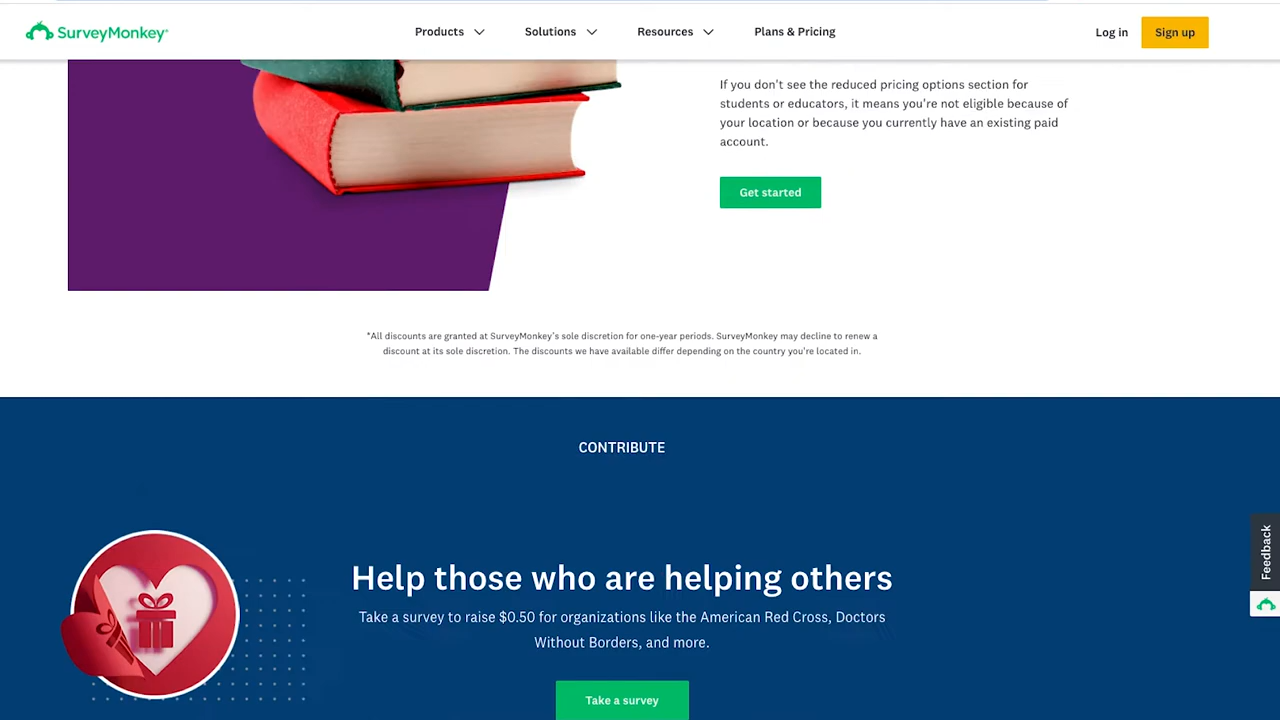 SurveyMonkey
Products
Solutions
Resources
Plans & Pricing
Log in
Sign up
If you don't see the reduced pricing options section for
students or educators, it means you're not eligible because of
your location or because you currently have an existing paid
account.
Get started
*All discounts are granted at SurveyMonkey's sole discretion for one-year periods. SurveyMonkey may decline to renew a
discount at its sole discretion. The discounts we have available differ depending on the country you're located in.
CONTRIBUTE
Feedback
Help those who are helping others
Take a survey to raise $0.50 for organizations like the American Red Cross, Doctors
Without Borders, and more.
Take a survey